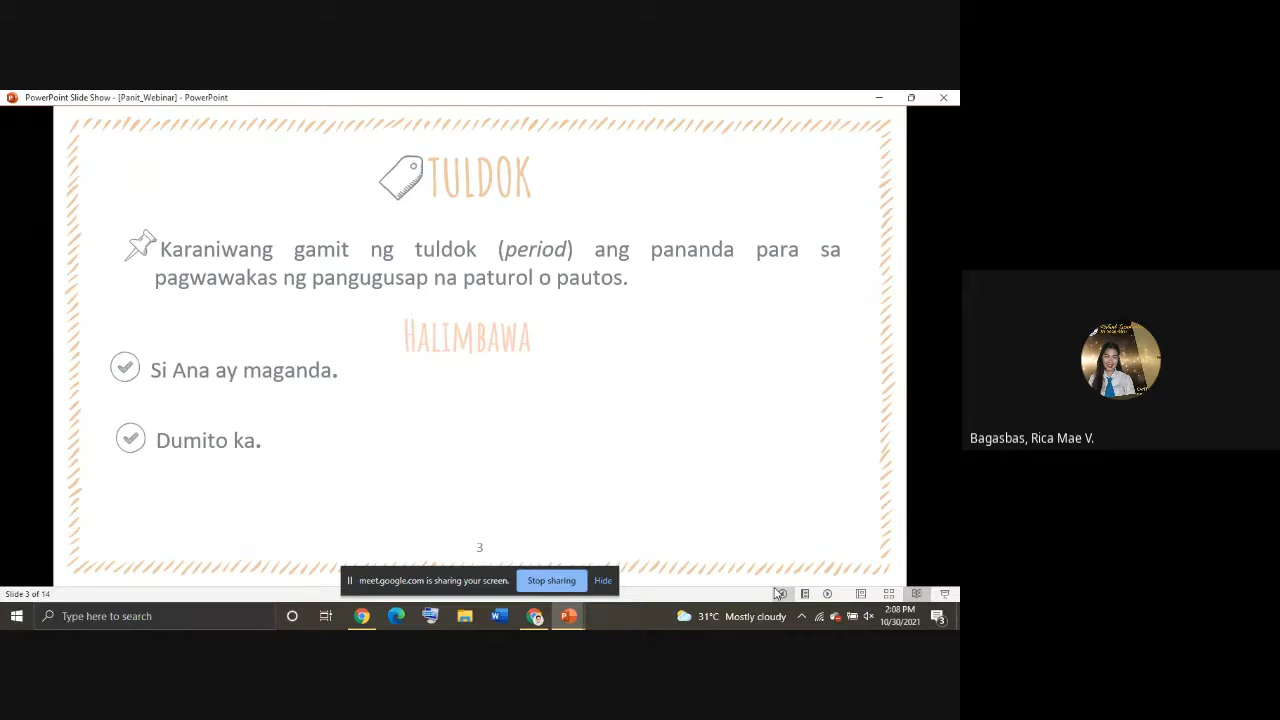 PowerPoint Slide Show - [Panit_Webinar] - PowerPoint
TULDOK
Karaniwang gamit ng tuldok (period) ang pananda para sa
pagwawakas ng pangugusap na paturol o pautos.
HALIMBAWA
Si Ana ay maganda.
Dumito ka.
3
meet.google.com is sharing your screen.
Stop sharing
Hide
Slide 3 of 14
Type here to search
31°C Mostly cloudy
2:08 PM
10/30/2021
3
Bagasbas, Rica Mae V.